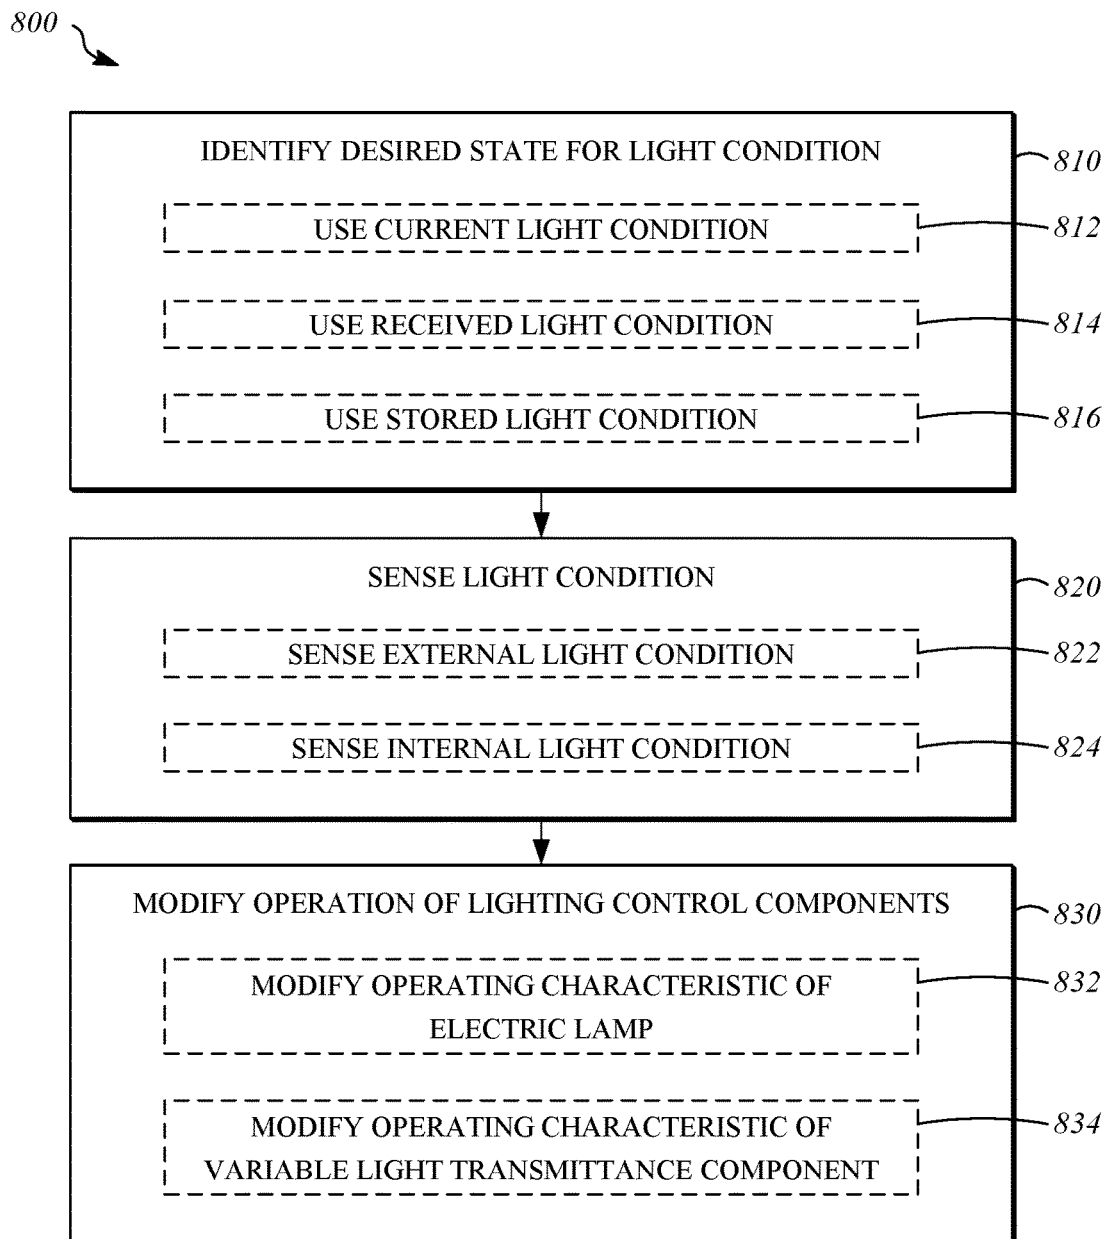 800
IDENTIFY DESIRED STATE FOR LIGHT CONDITION
810
USE CURRENT LIGHT CONDITION
812
USE RECEIVED LIGHT CONDITION
814
USE STORED LIGHT CONDITION
816
SENSE LIGHT CONDITION
820
SENSE EXTERNAL LIGHT CONDITION
822
SENSE INTERNAL LIGHT CONDITION
824
MODIFY OPERATION OF LIGHTING CONTROL COMPONENTS
830
MODIFY OPERATING CHARACTERISTIC OF
ELECTRIC LAMP
832
MODIFY OPERATING CHARACTERISTIC OF
VARIABLE LIGHT TRANSMITTANCE COMPONENT
834